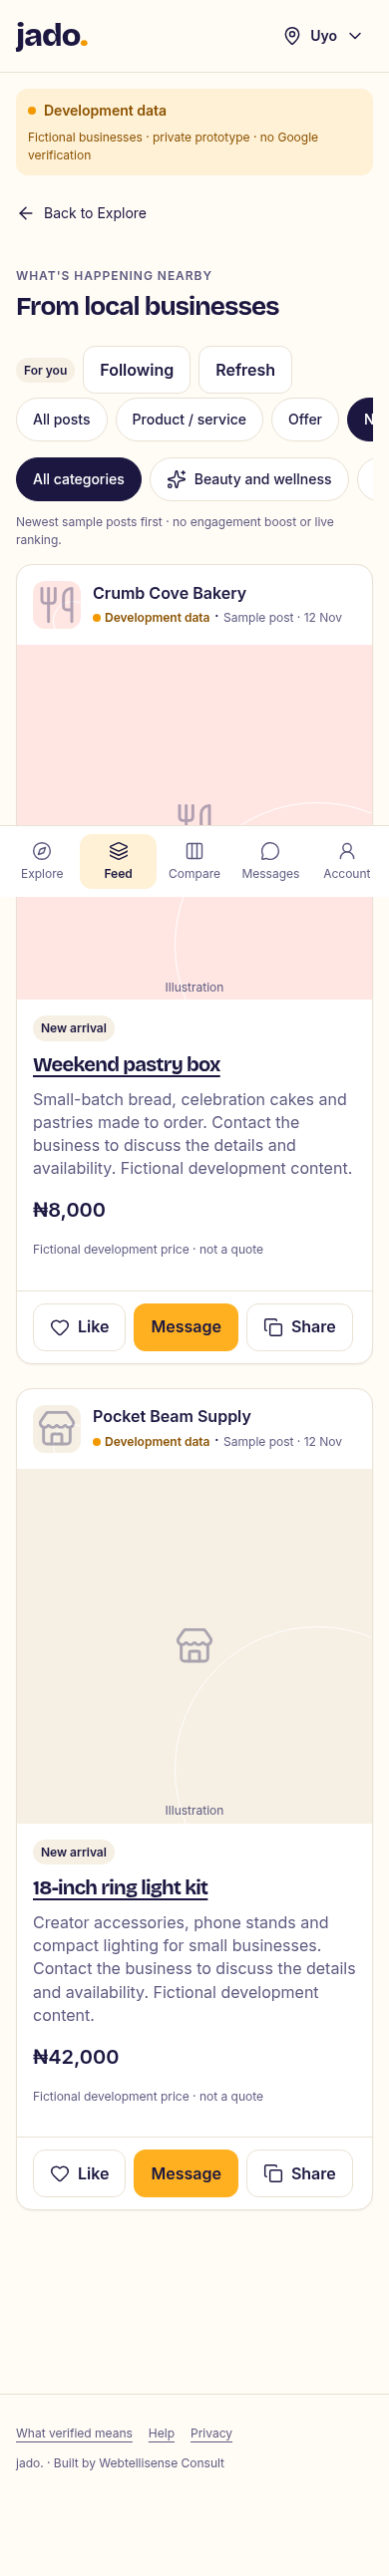 jado.
Uyo
Development data
Fictional businesses · private prototype · no Google
verification
Back to Explore
WHAT'S HAPPENING NEARBY
From local businesses
For you Following Refresh
All posts Product / service Offer N
All categories Beauty and wellness
Newest sample posts first · no engagement boost or live
ranking.
Crumb Cove Bakery
Development data · Sample post · 12 Nov
Explore Feed Compare Messages Account
Illustration
New arrival
Weekend pastry box
Small-batch bread, celebration cakes and
pastries made to order. Contact the
business to discuss the details and
availability. Fictional development content.
₦8,000
Fictional development price · not a quote
Like Message Share
Pocket Beam Supply
Development data · Sample post · 12 Nov
Illustration
New arrival
18-inch ring light kit
Creator accessories, phone stands and
compact lighting for small businesses.
Contact the business to discuss the details
and availability. Fictional development
content.
₦42,000
Fictional development price · not a quote
Like Message Share
What verified means Help Privacy
jado. · Built by Webtellisense Consult